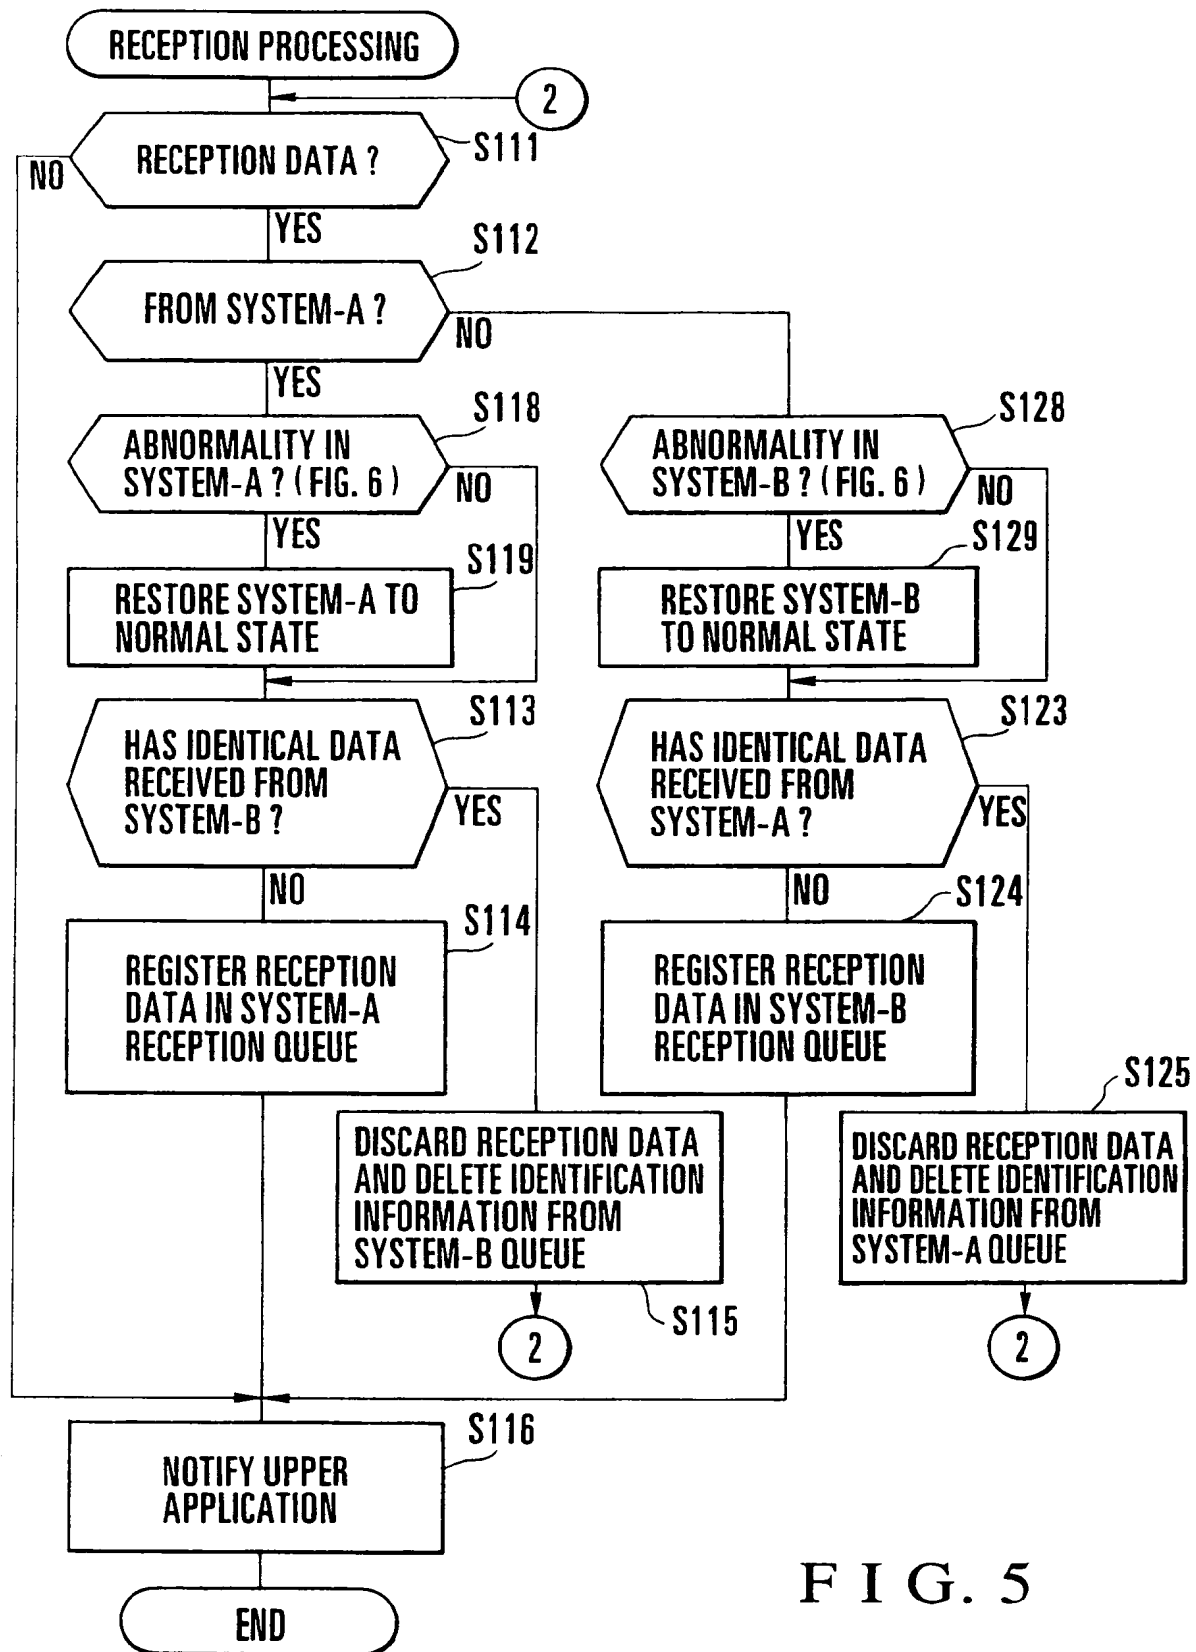 RECEPTION PROCESSING
2
S111
RECEPTION DATA ?
NO
YES
S112
FROM SYSTEM-A ?
NO
YES
S118
ABNORMALITY IN
SYSTEM-A ? ( FIG. 6 )
NO
YES
S128
ABNORMALITY IN
SYSTEM-B ? ( FIG. 6 )
NO
YES
S119
RESTORE SYSTEM-A TO
NORMAL STATE
S129
RESTORE SYSTEM-B
TO NORMAL STATE
S113
HAS IDENTICAL DATA
RECEIVED FROM
SYSTEM-B ?
YES
NO
S123
HAS IDENTICAL DATA
RECEIVED FROM
SYSTEM-A ?
YES
NO
S114
REGISTER RECEPTION
DATA IN SYSTEM-A
RECEPTION QUEUE
S124
REGISTER RECEPTION
DATA IN SYSTEM-B
RECEPTION QUEUE
DISCARD RECEPTION DATA
AND DELETE IDENTIFICATION
INFORMATION FROM
SYSTEM-B QUEUE
S115
2
S125
DISCARD RECEPTION DATA
AND DELETE IDENTIFICATION
INFORMATION FROM
SYSTEM-A QUEUE
2
S116
NOTIFY UPPER
APPLICATION
END
F I G. 5